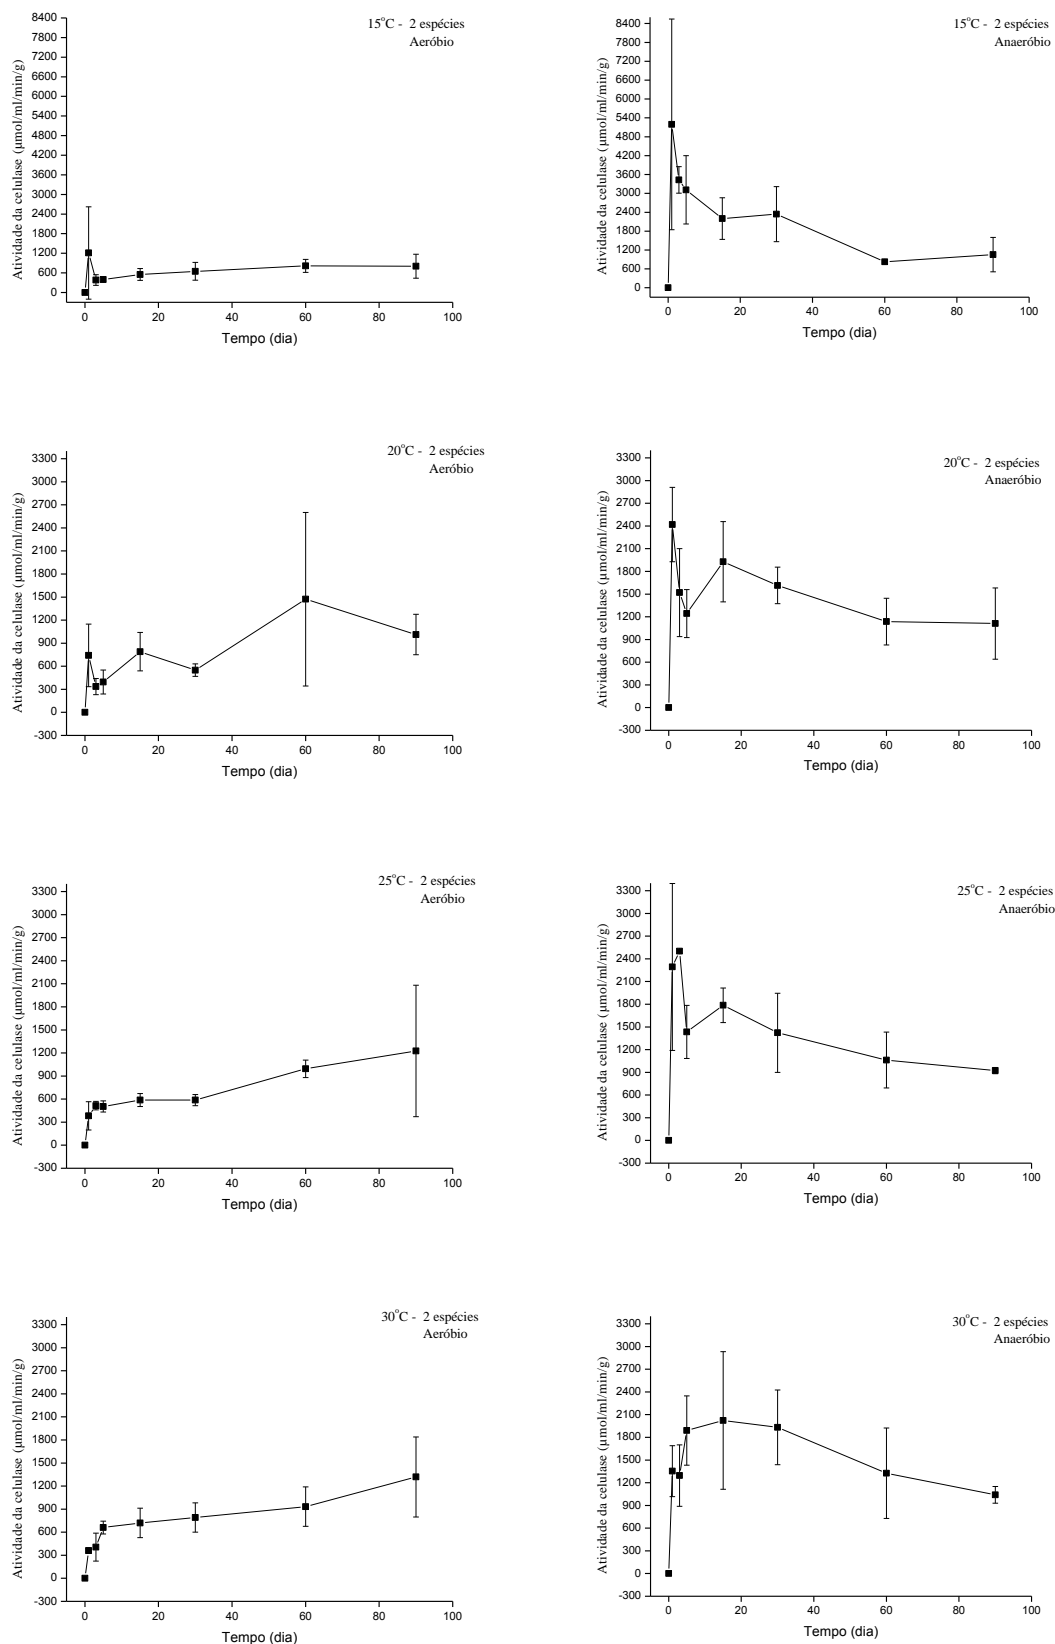 15°C - 2 espécies
Aeróbio
Atividade da celulase (µmol/ml/min/g)
8400
7800
7200
6600
6000
5400
4800
4200
3600
3000
2400
1800
1200
600
0
0 20 40 60 80 100
Tempo (dia)
15°C - 2 espécies
Anaeróbio
Atividade da celulase (µmol/ml/min/g)
8400
7800
7200
6600
6000
5400
4800
4200
3600
3000
2400
1800
1200
600
0
0 20 40 60 80 100
Tempo (dia)
20°C - 2 espécies
Aeróbio
Atividade da celulase (µmol/ml/min/g)
3300
3000
2700
2400
2100
1800
1500
1200
900
600
300
0
-300
0 20 40 60 80 100
Tempo (dia)
20°C - 2 espécies
Anaeróbio
Atividade da celulase (µmol/ml/min/g)
3300
3000
2700
2400
2100
1800
1500
1200
900
600
300
0
-300
0 20 40 60 80 100
Tempo (dia)
25°C - 2 espécies
Aeróbio
Atividade da celulase (µmol/ml/min/g)
3300
3000
2700
2400
2100
1800
1500
1200
900
600
300
0
-300
0 20 40 60 80 100
Tempo (dia)
25°C - 2 espécies
Anaeróbio
Atividade da celulase (µmol/ml/min/g)
3300
3000
2700
2400
2100
1800
1500
1200
900
600
300
0
-300
0 20 40 60 80 100
Tempo (dia)
30°C - 2 espécies
Aeróbio
Atividade da celulase (µmol/ml/min/g)
3300
3000
2700
2400
2100
1800
1500
1200
900
600
300
0
-300
0 20 40 60 80 100
Tempo (dia)
30°C - 2 espécies
Anaeróbio
Atividade da celulase (µmol/ml/min/g)
3300
3000
2700
2400
2100
1800
1500
1200
900
600
300
0
-300
0 20 40 60 80 100
Tempo (dia)